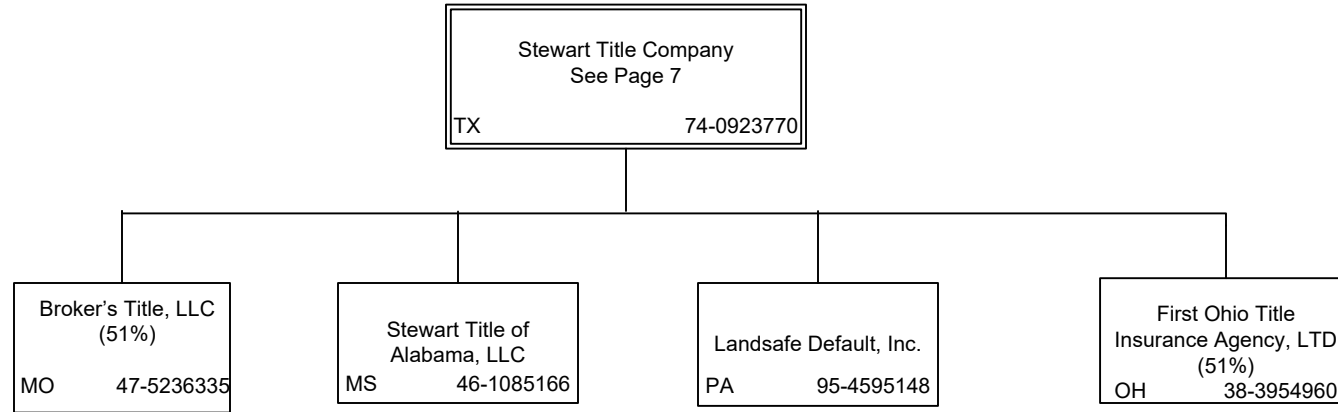 Stewart Title Company
See Page 7
TX 74-0923770
Broker’s Title, LLC
(51%)
MO 47-5236335
Stewart Title of
Alabama, LLC
MS 46-1085166
Landsafe Default, Inc.
PA 95-4595148
First Ohio Title
Insurance Agency, LTD
(51%)
OH 38-3954960